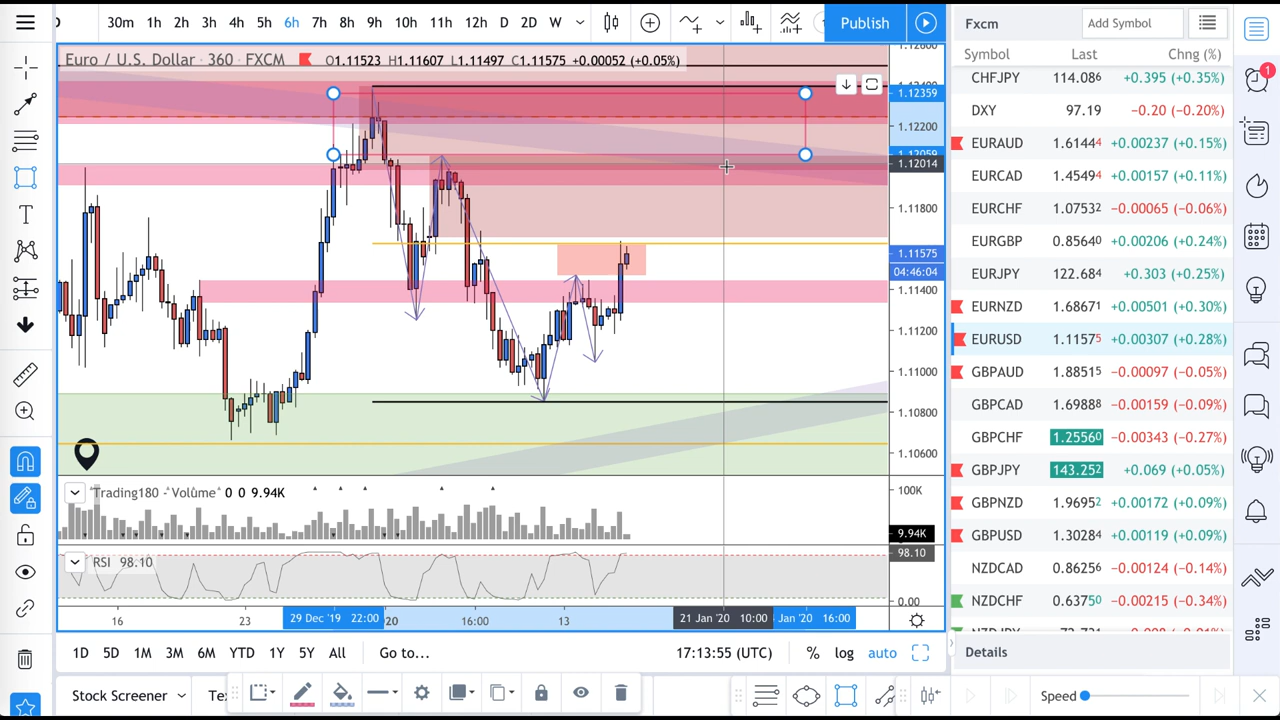 30m 1h 2h 3h 4h 5h 6h 7h 8h 9h 10h 11h 12h D 2D W
Publish
Fxcm
Add Symbol
Symbol Last Chng (%)
Euro / U.S. Dollar · 360 · FXCM
O1.11523 H1.11607 L1.11497 C1.11575 +0.00052 (+0.05%)
1.12359
1.12200
1.12014
1.11800
1.11575
04:46:04
1.11400
1.11200
1.11000
1.10800
1.10600
CHFJPY 114.086 +0.395 (+0.35%)
DXY 97.19 −0.20 (−0.20%)
EURAUD 1.61444 +0.00237 (+0.15%)
EURCAD 1.45494 +0.00157 (+0.11%)
EURCHF 1.07532 −0.00065 (−0.06%)
EURGBP 0.85640 +0.00206 (+0.24%)
EURJPY 122.684 +0.303 (+0.25%)
EURNZD 1.68671 +0.00501 (+0.30%)
EURUSD 1.11575 +0.00307 (+0.28%)
GBPAUD 1.88515 −0.00097 (−0.05%)
GBPCAD 1.69888 −0.00159 (−0.09%)
GBPCHF 1.25560 −0.00343 (−0.27%)
GBPJPY 143.252 +0.069 (+0.05%)
GBPNZD 1.96952 +0.00172 (+0.09%)
GBPUSD 1.30284 +0.00119 (+0.09%)
NZDCAD 0.86256 −0.00124 (−0.14%)
NZDCHF 0.63750 −0.00215 (−0.34%)
Details
Trading180 - Volume 0 0 9.94K
100K
9.94K
RSI 98.10
98.10
0.00
16 23 29 Dec '19 22:00 20 16:00 13 21 Jan '20 10:00 Jan '20 16:00
1D 5D 1M 3M 6M YTD 1Y 5Y All Go to... 17:13:55 (UTC) % log auto
Stock Screener
Speed
1